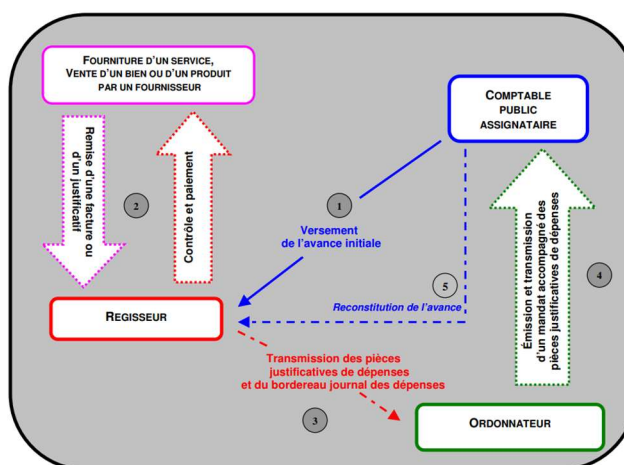 FOURNITURE D'UN SERVICE,
VENTE D'UN BIEN OU D'UN PRODUIT
PAR UN FOURNISSEUR
COMPTABLE
PUBLIC
ASSIGNATAIRE
Remise d'une facture ou
d'un justificatif
2
Contrôle et paiement
1
Versement
de l'avance initiale
Émission et transmission
d'un mandat accompagné des
pièces justificatives de dépenses
4
5
Reconstitution de l'avance
REGISSEUR
Transmission des pièces
justificatives de dépenses
et du bordereau journal des dépenses
3
ORDONNATEUR